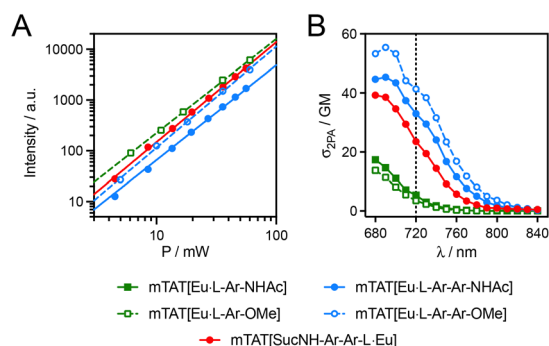 A
B
10000
1000
100
10
Intensity / a.u.
10
100
P / mW
60
40
20
0
σ2PA / GM
680
720
760
800
840
λ / nm
mTAT[Eu·L-Ar-NHAc]
mTAT[Eu·L-Ar-Ar-NHAc]
mTAT[Eu·L-Ar-OMe]
mTAT[Eu·L-Ar-Ar-OMe]
mTAT[SucNH-Ar-Ar-L·Eu]